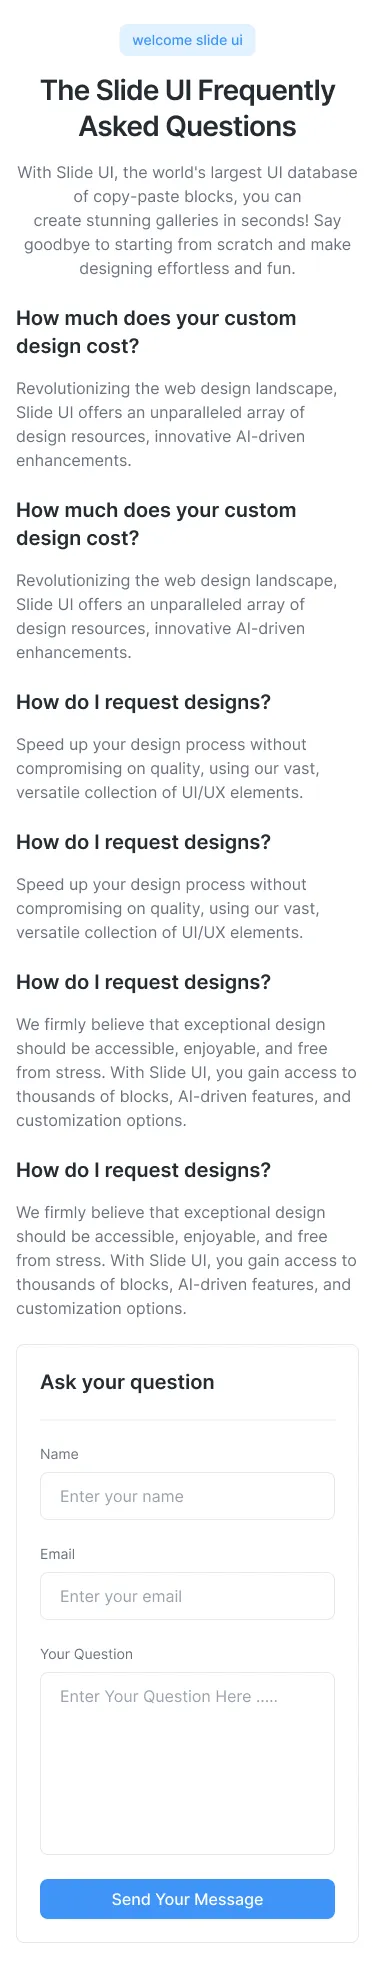 welcome slide ui
The Slide UI Frequently
Asked Questions
With Slide UI, the world's largest UI database
of copy-paste blocks, you can
create stunning galleries in seconds! Say
goodbye to starting from scratch and make
designing effortless and fun.
How much does your custom
design cost?
Revolutionizing the web design landscape,
Slide UI offers an unparalleled array of
design resources, innovative AI-driven
enhancements.
How much does your custom
design cost?
Revolutionizing the web design landscape,
Slide UI offers an unparalleled array of
design resources, innovative AI-driven
enhancements.
How do I request designs?
Speed up your design process without
compromising on quality, using our vast,
versatile collection of UI/UX elements.
How do I request designs?
Speed up your design process without
compromising on quality, using our vast,
versatile collection of UI/UX elements.
How do I request designs?
We firmly believe that exceptional design
should be accessible, enjoyable, and free
from stress. With Slide UI, you gain access to
thousands of blocks, AI-driven features, and
customization options.
How do I request designs?
We firmly believe that exceptional design
should be accessible, enjoyable, and free
from stress. With Slide UI, you gain access to
thousands of blocks, AI-driven features, and
customization options.
Ask your question
Name
Enter your name
Email
Enter your email
Your Question
Enter Your Question Here .....
Send Your Message